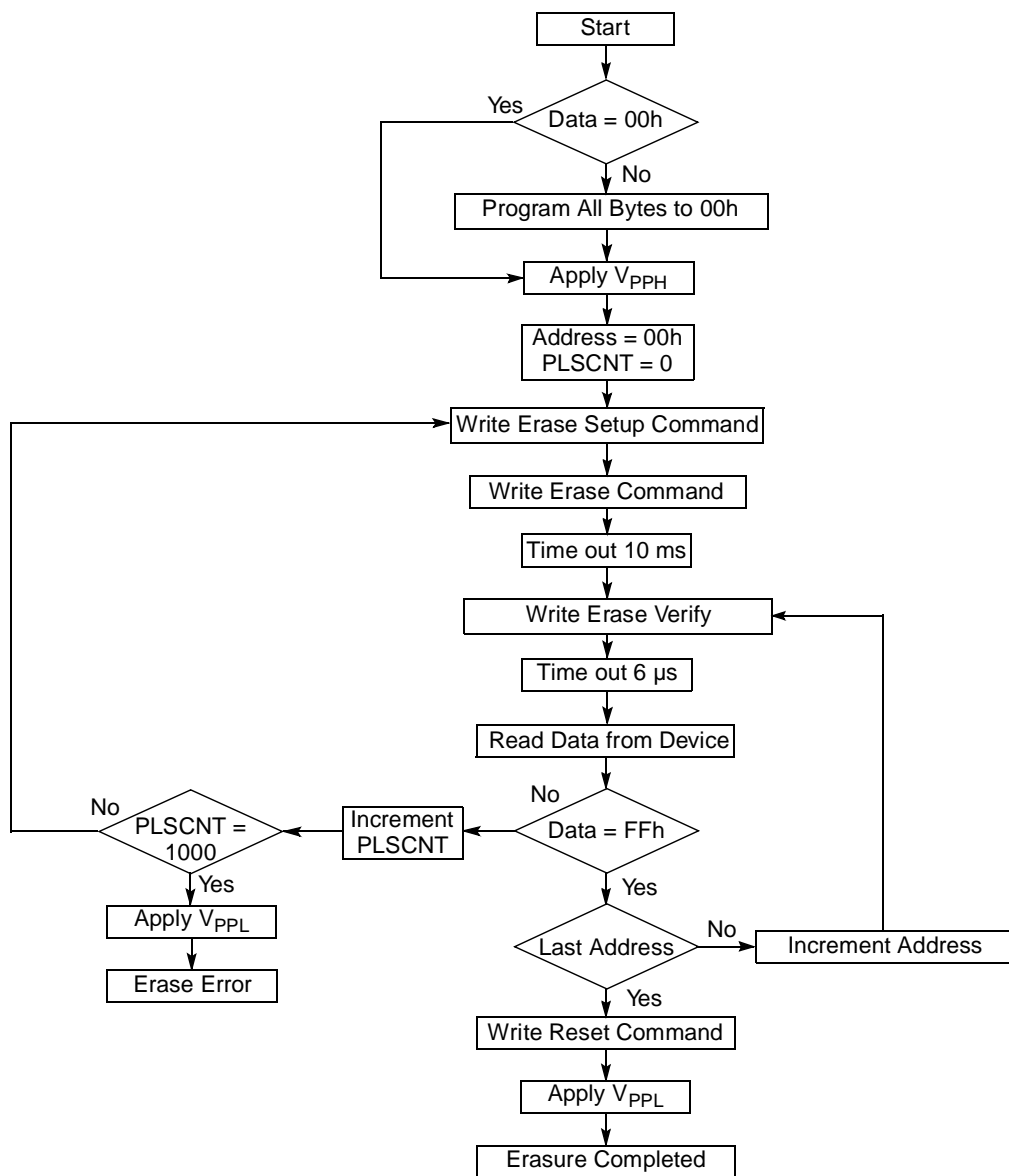 Start
Yes
Data = 00h
No
Program All Bytes to 00h
Apply VPPH
Address = 00h
PLSCNT = 0
Write Erase Setup Command
Write Erase Command
Time out 10 ms
Write Erase Verify
Time out 6 µs
Read Data from Device
No
PLSCNT =
1000
Increment
PLSCNT
No
Data = FFh
Yes
Yes
Apply VPPL
Erase Error
Last Address
No
Increment Address
Yes
Write Reset Command
Apply VPPL
Erasure Completed